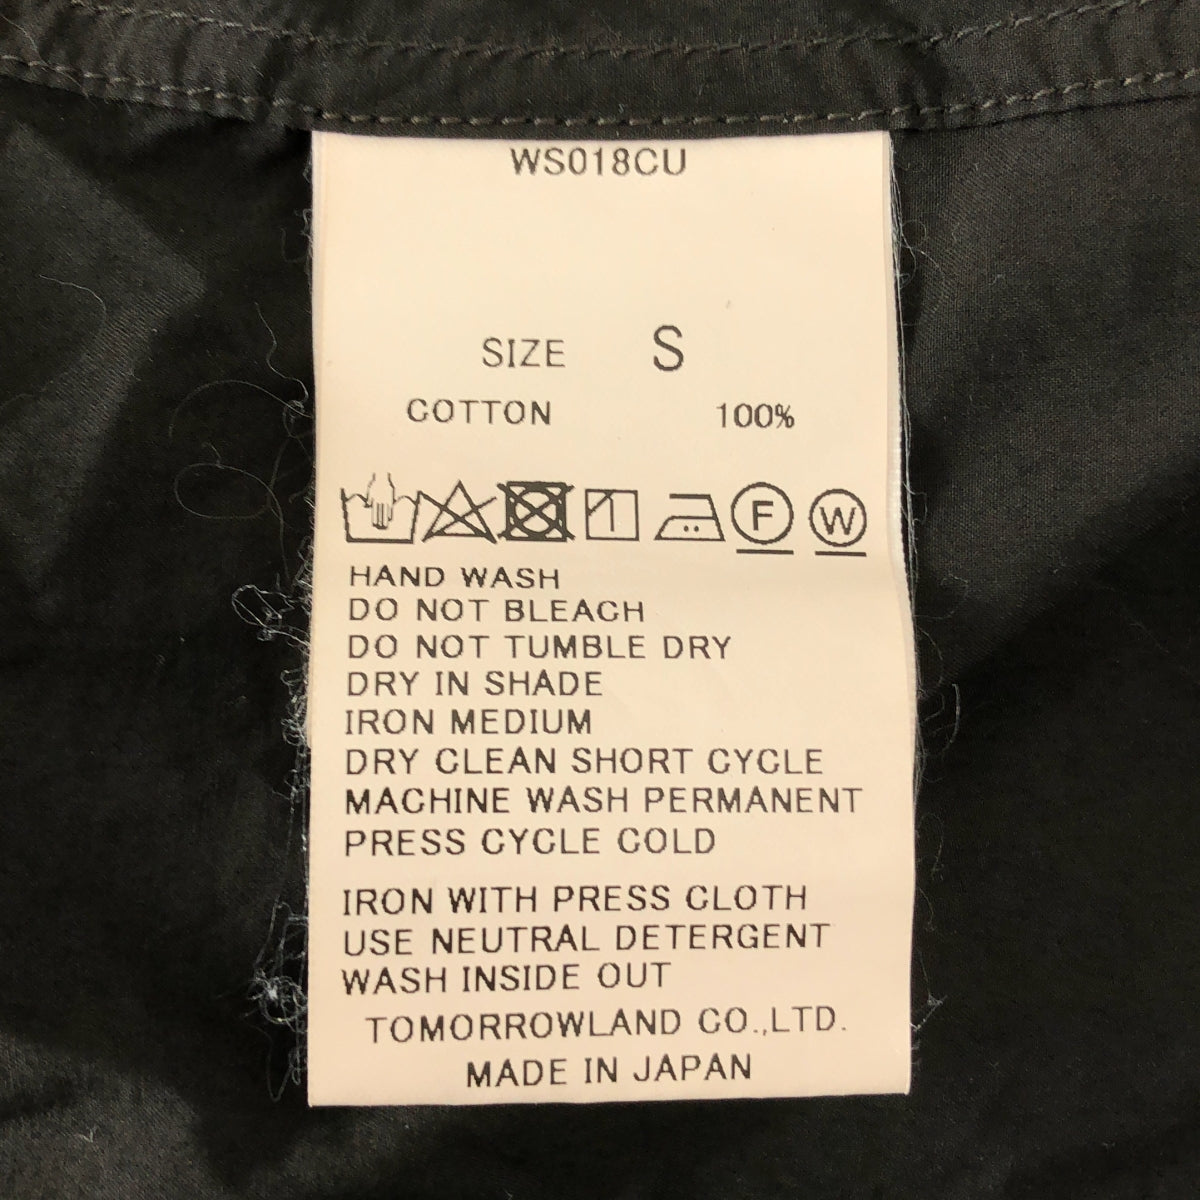 WS018CU
SIZE S
COTTON 100%
F W
HAND WASH
DO NOT BLEACH
DO NOT TUMBLE DRY
DRY IN SHADE
IRON MEDIUM
DRY CLEAN SHORT CYCLE
MACHINE WASH PERMANENT
PRESS CYCLE COLD
IRON WITH PRESS CLOTH
USE NEUTRAL DETERGENT
WASH INSIDE OUT
TOMORROWLAND CO.,LTD.
MADE IN JAPAN